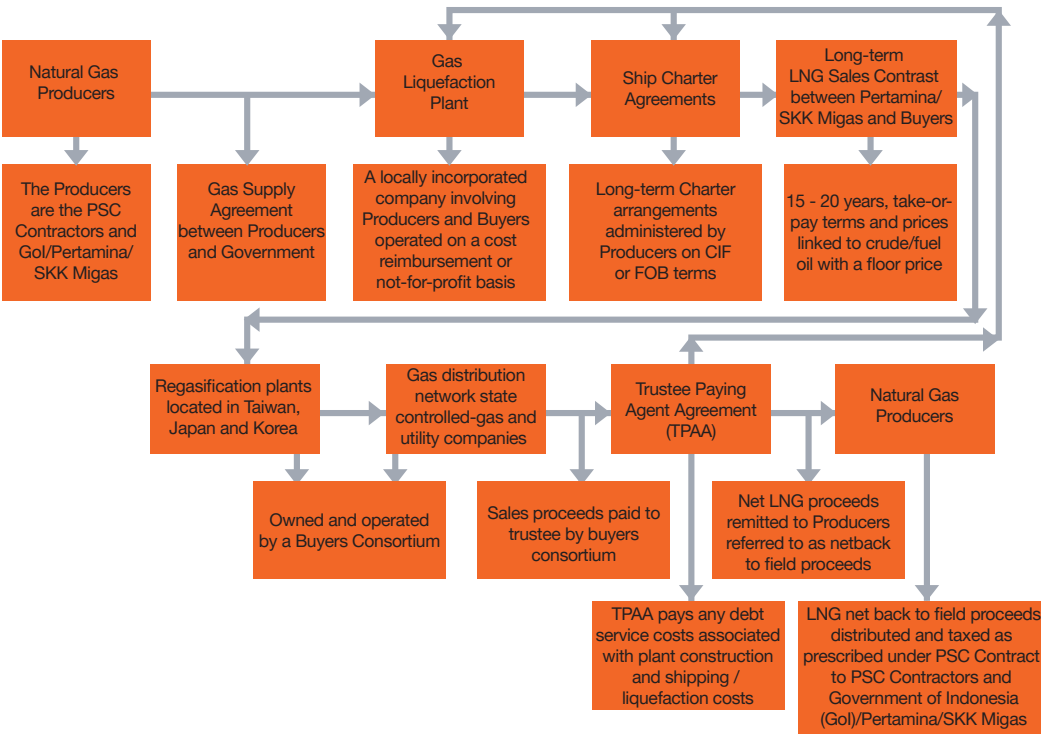 Natural Gas
Producers
Gas
Liquefaction
Plant
Ship Charter
Agreements
Long-term
LNG Sales Contrast
between Pertamina/
SKK Migas and Buyers
The Producers
are the PSC
Contractors and
GoI/Pertamina/
SKK Migas
Gas Supply
Agreement
between Producers
and Government
A locally incorporated
company involving
Producers and Buyers
operated on a cost
reimbursement or
not-for-profit basis
Long-term Charter
arrangements
administered by
Producers on CIF
or FOB terms
15 - 20 years, take-or-
pay terms and prices
linked to crude/fuel
oil with a floor price
Regasification plants
located in Taiwan,
Japan and Korea
Gas distribution
network state
controlled-gas and
utility companies
Trustee Paying
Agent Agreement
(TPAA)
Natural Gas
Producers
Owned and operated
by a Buyers Consortium
Sales proceeds paid to
trustee by buyers
consortium
Net LNG proceeds
remitted to Producers
referred to as netback
to field proceeds
TPAA pays any debt
service costs associated
with plant construction
and shipping /
liquefaction costs
LNG net back to field proceeds
distributed and taxed as
prescribed under PSC Contract
to PSC Contractors and
Government of Indonesia
(GoI)/Pertamina/SKK Migas